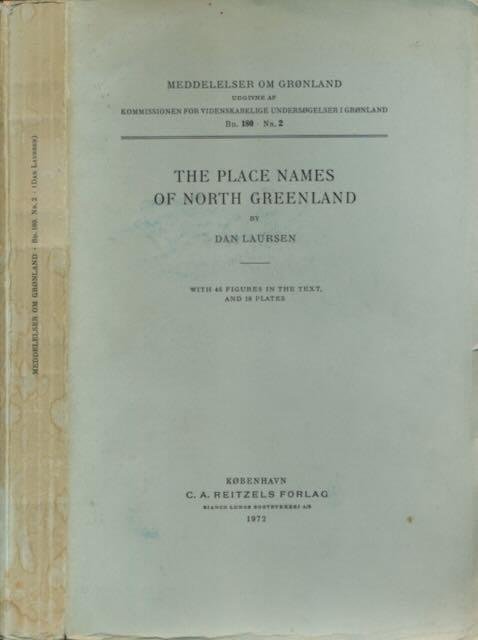 MEDDELELSER OM GRØNLAND · BD. 180. NR. 2 · (DAN LAURSEN)
MEDDELELSER OM GRØNLAND
UDGIVNE AF
KOMMISSIONEN FOR VIDENSKABELIGE UNDERSØGELSER I GRØNLAND
BD. 180 · NR. 2
THE PLACE NAMES
OF NORTH GREENLAND
BY
DAN LAURSEN
WITH 46 FIGURES IN THE TEXT,
AND 18 PLATES
KØBENHAVN
C. A. REITZELS FORLAG
BIANCO LUNOS BOGTRYKKERI A/S
1972